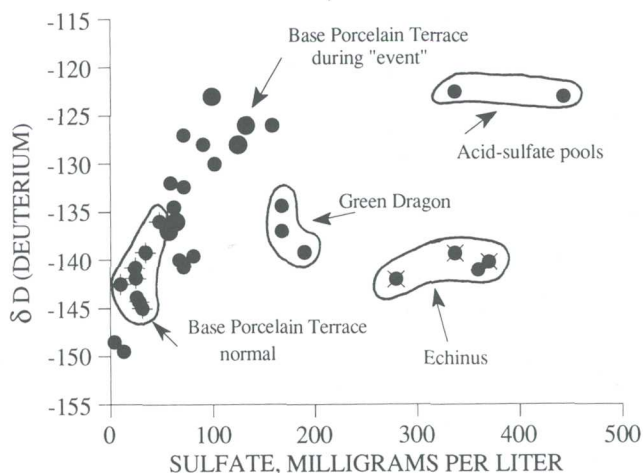 -115
-120
-125
-130
-135
-140
-145
-150
-155
δ D (DEUTERIUM)
Base Porcelain Terrace
during "event"
Acid-sulfate pools
Green Dragon
Base Porcelain Terrace
normal
Echinus
0 100 200 300 400 500
SULFATE, MILLIGRAMS PER LITER